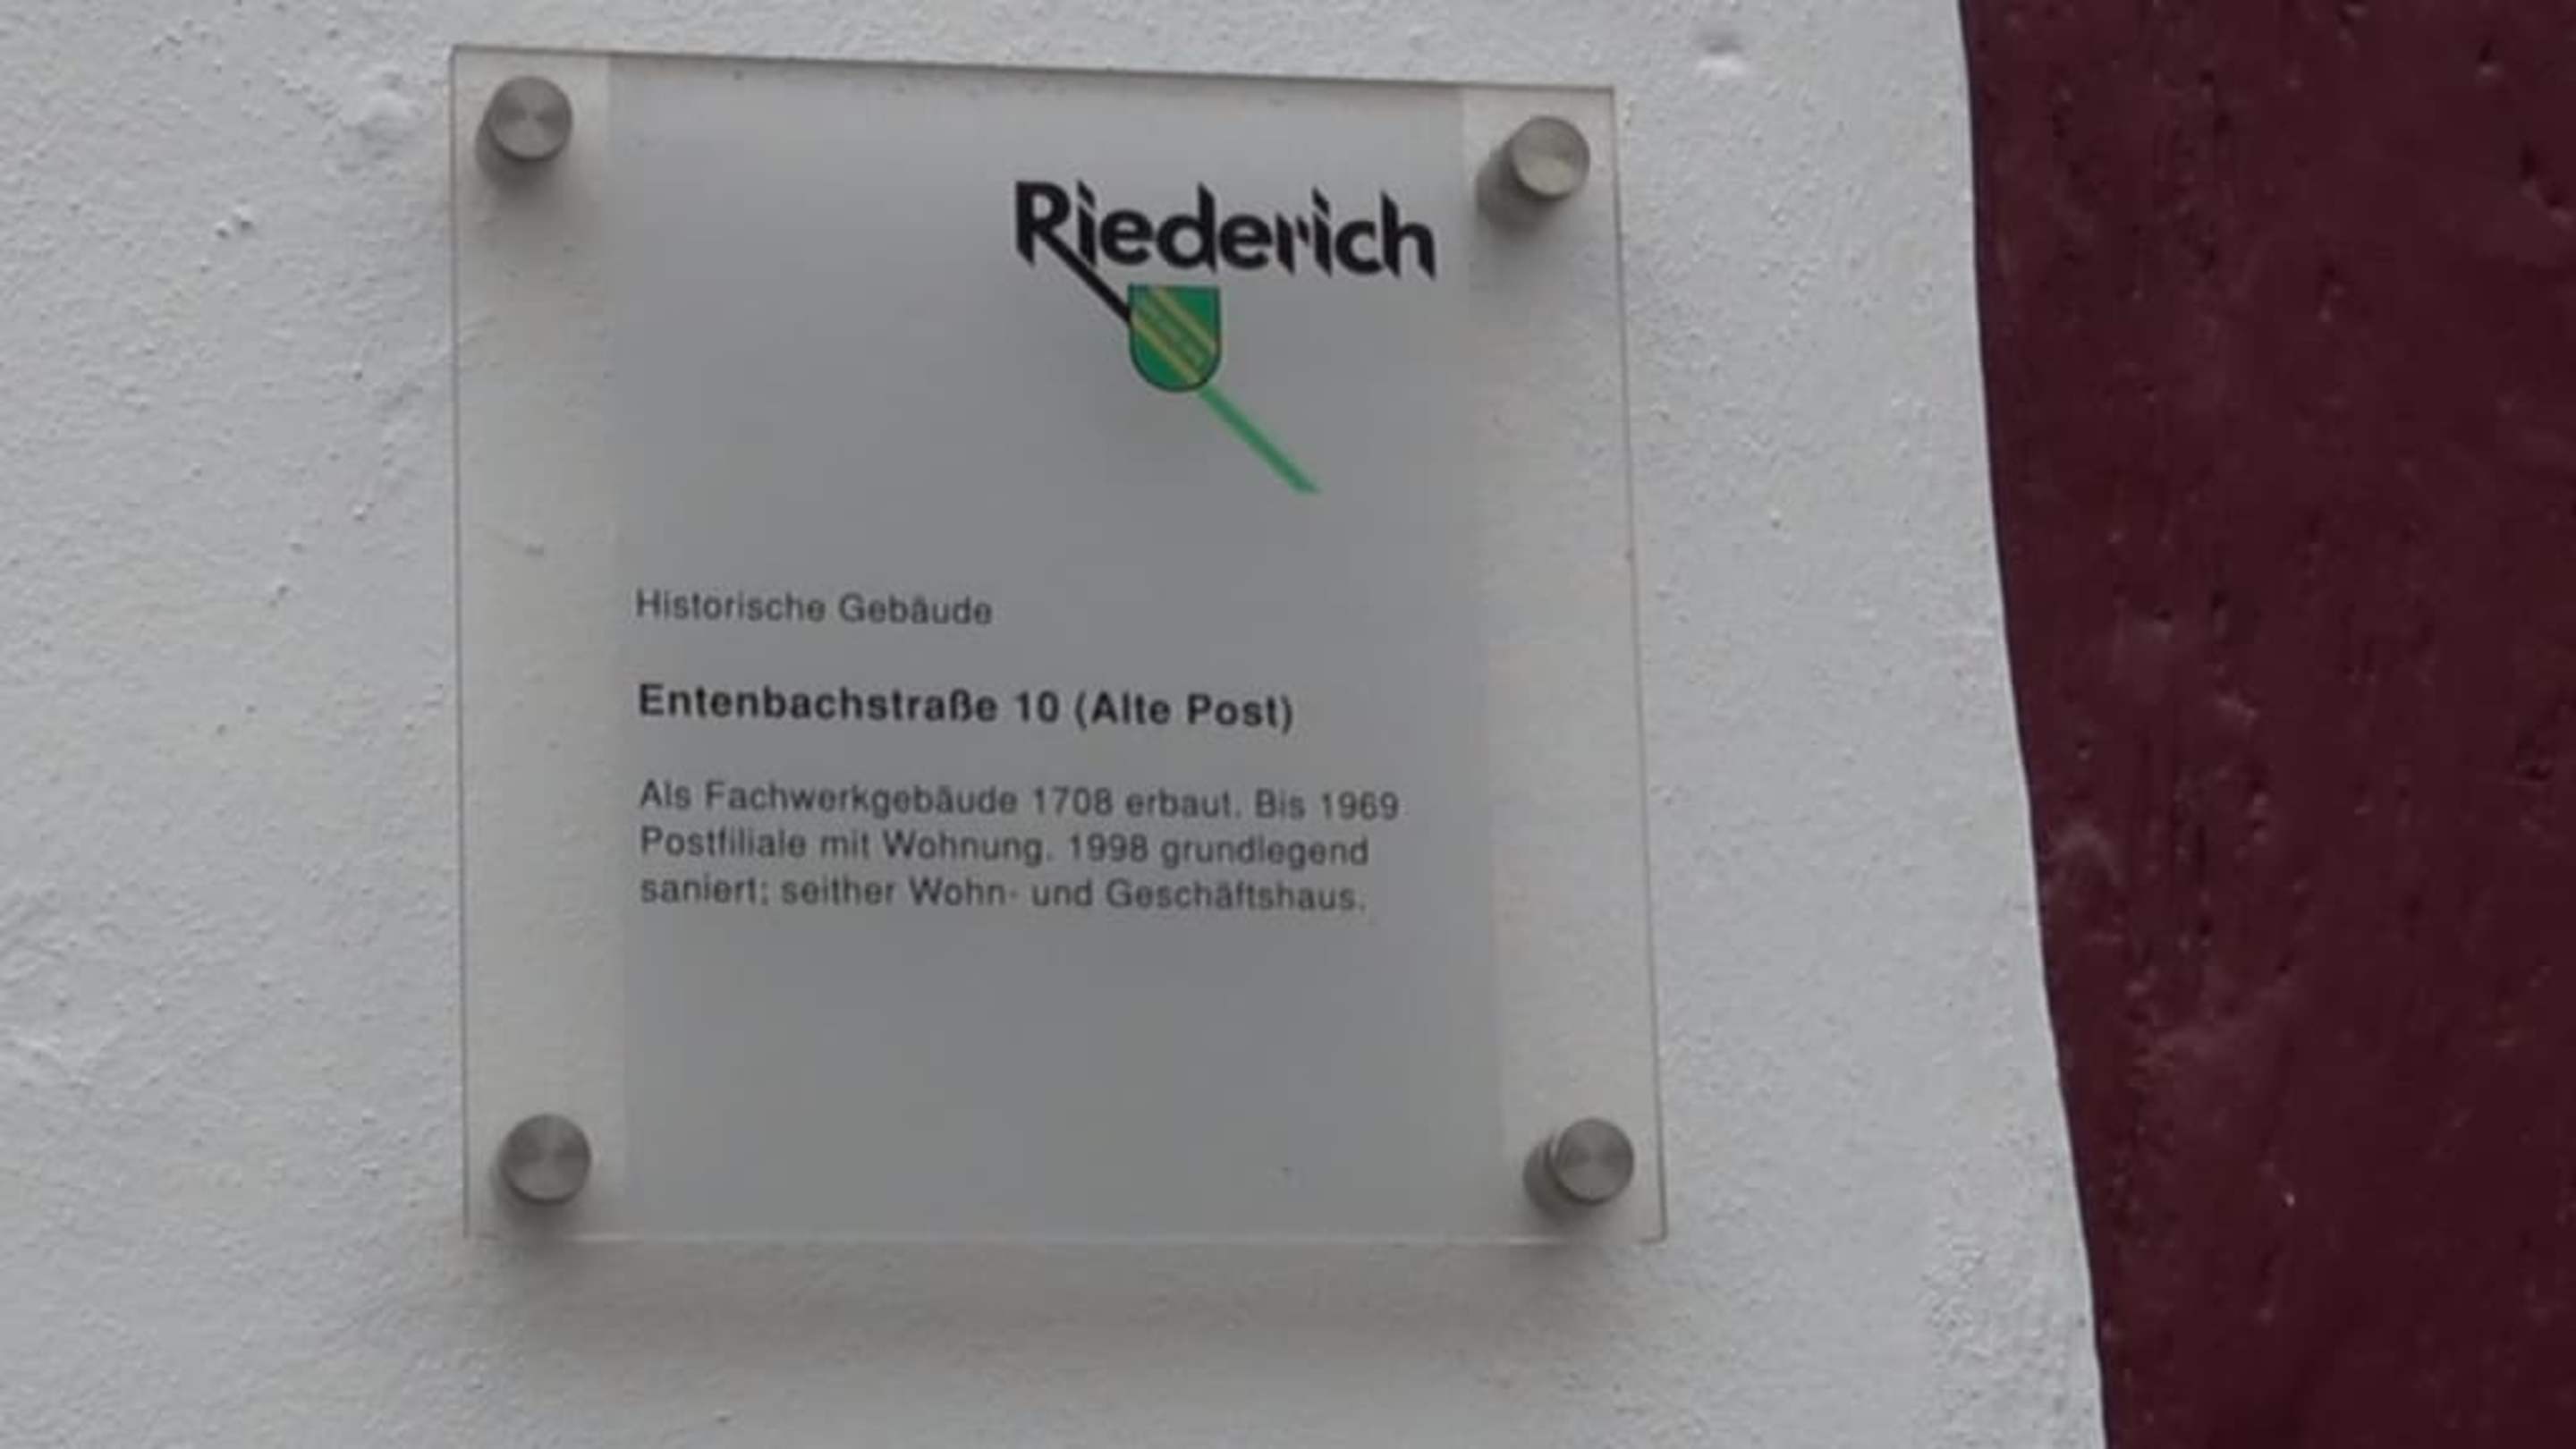 Riederich
Historische Gebäude
Entenbachstraße 10 (Alte Post)
Als Fachwerkgebäude 1708 erbaut. Bis 1969
Postfiliale mit Wohnung. 1998 grundlegend
saniert; seither Wohn- und Geschäftshaus.